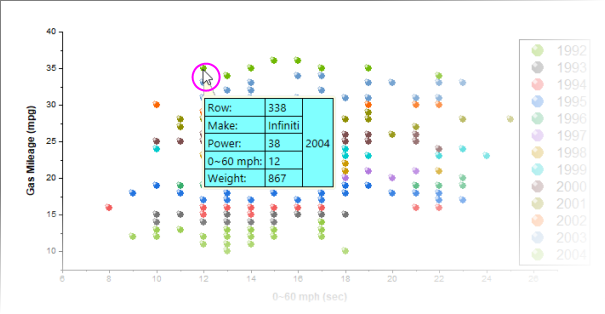 40
35
30
25
20
15
10
Gas Mileage (mpg)
6 8 10 12 14 16 18 20 22 24 26
0~60 mph (sec)
Row: 338
Make: Infiniti
Power: 38
0~60 mph: 12
Weight: 867
2004
1992
1993
1994
1995
1996
1997
1998
1999
2000
2001
2002
2003
2004